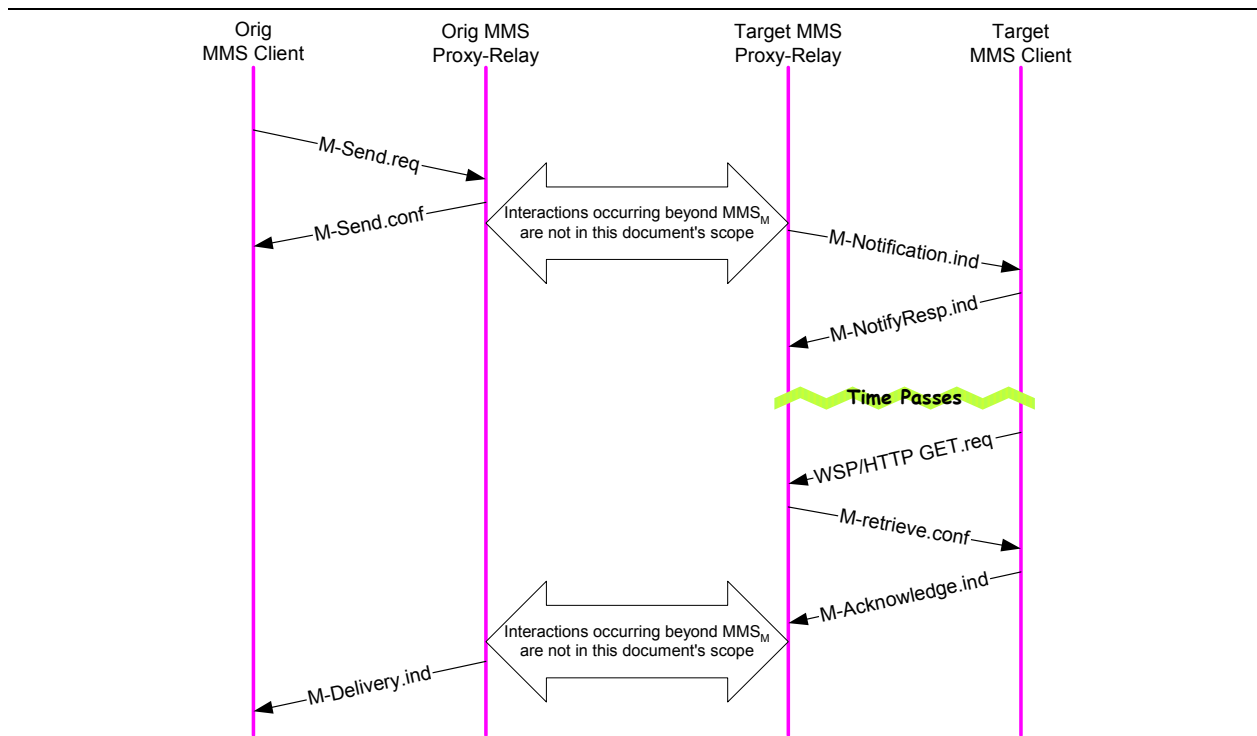 Orig
MMS Client
Orig MMS
Proxy-Relay
Target MMS
Proxy-Relay
Target
MMS Client
M-Send.req
M-Send.conf
Interactions occurring beyond MMSM
are not in this document's scope
M-Notification.ind
M-NotifyResp.ind
Time Passes
WSP/HTTP GET.req
M-retrieve.conf
M-Acknowledge.ind
Interactions occurring beyond MMSM
are not in this document's scope
M-Delivery.ind